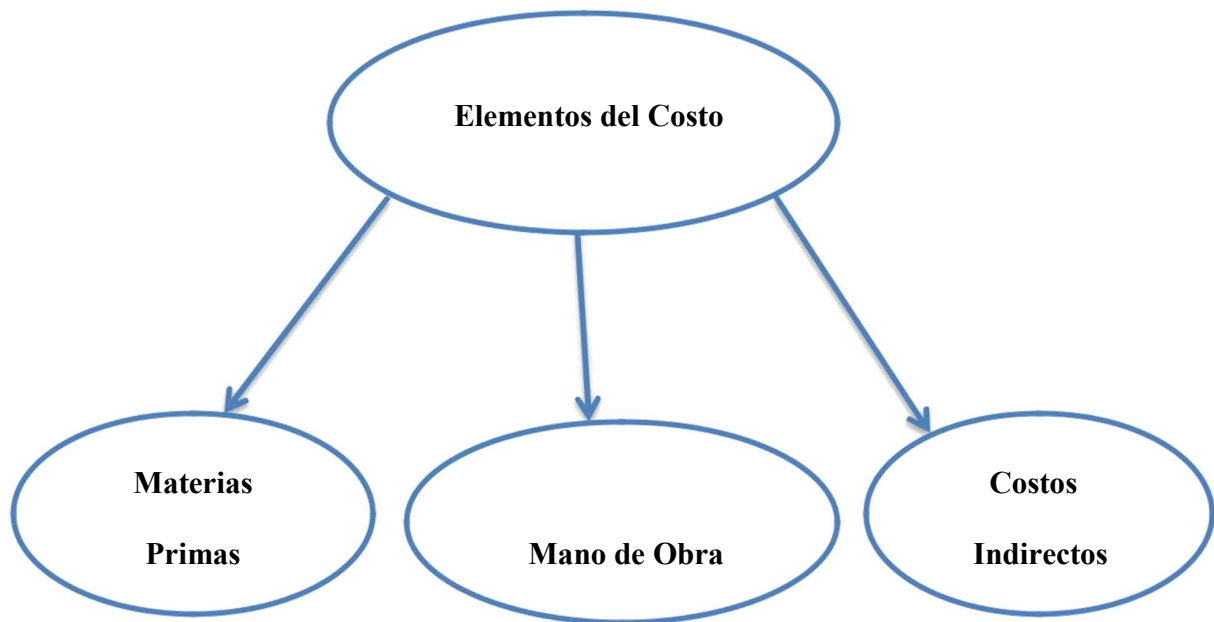 Elementos del Costo
Materias
Primas
Mano de Obra
Costos
Indirectos